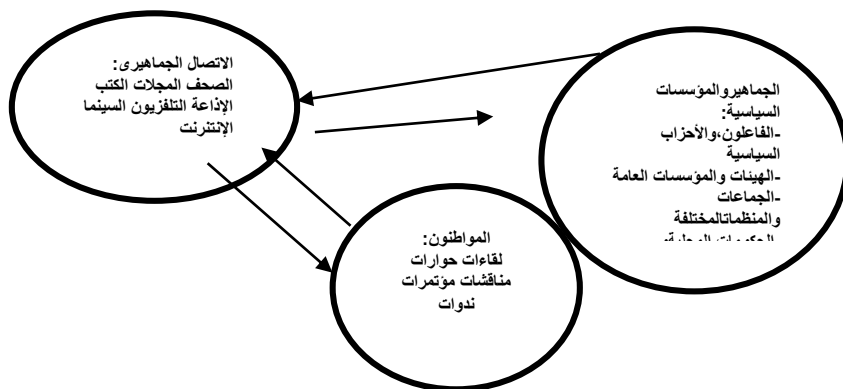 الاتصال الجماهيرى:
الصحف المجلات الكتب
الإذاعة التلفزيون السينما
الإنتنرنت
الجماهيروالمؤسسات
السياسية:
-الفاعلون،والأحزاب
السياسية
-الهيئات والمؤسسات العامة
-الجماعات
والمنظماتالمختلفة
المواطنون:
لقاءات حوارات
مناقشات مؤتمرات
ندوات